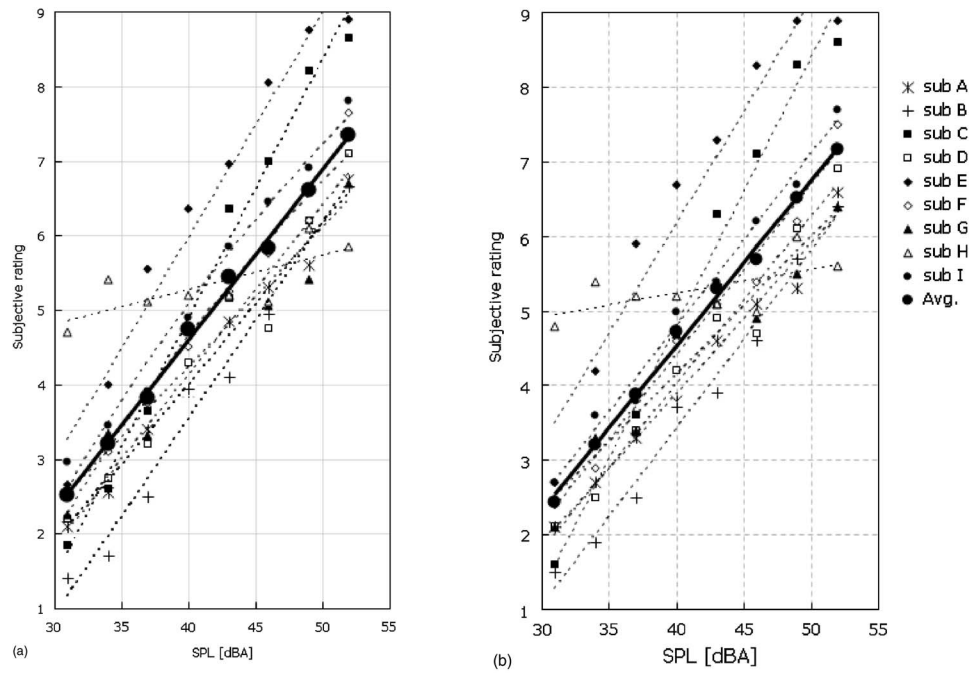 9
8
7
6
5
4
3
2
1
Subjective rating
30 35 40 45 50 55
SPL [dBA]
(a)
9
8
7
6
5
4
3
2
1
Subjective rating
30 35 40 45 50 55
SPL [dBA]
(b)
sub A
sub B
sub C
sub D
sub E
sub F
sub G
sub H
sub I
Avg.